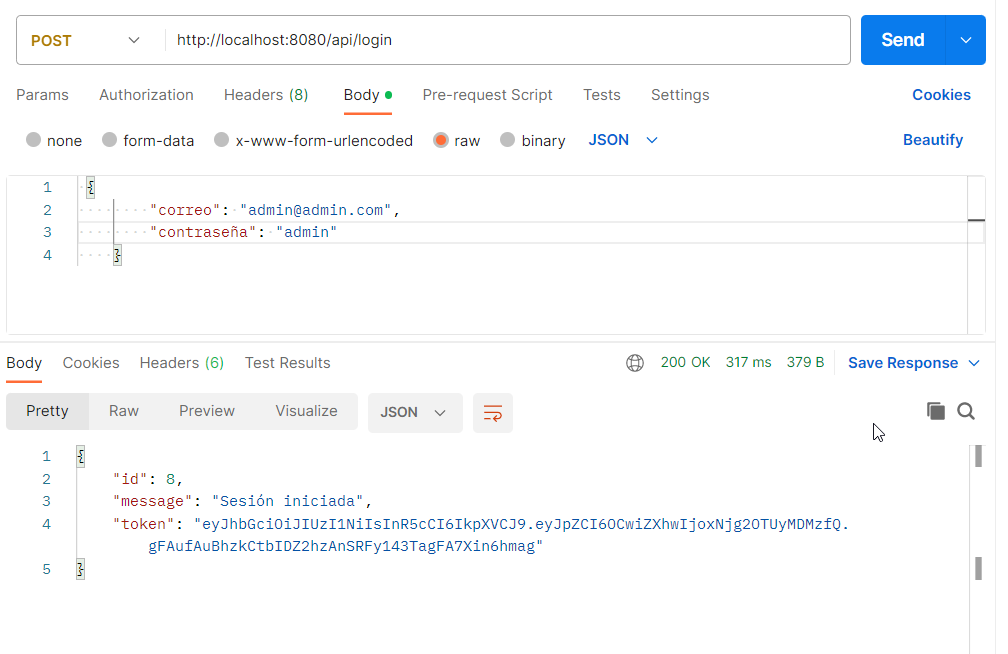 POST http://localhost:8080/api/login Send
Params Authorization Headers (8) Body Pre-request Script Tests Settings Cookies
none form-data x-www-form-urlencoded raw binary JSON Beautify
1 {
2 "correo": "admin@admin.com",
3 "contraseña": "admin"
4 }
Body Cookies Headers (6) Test Results 200 OK 317 ms 379 B Save Response
Pretty Raw Preview Visualize JSON
1 {
2 "id": 8,
3 "message": "Sesión iniciada",
4 "token": "eyJhbGciOiJIUzI1NiIsInR5cCI6IkpXVCJ9.eyJpZCI6OCwiZXhwIjoxNjg2OTUyMDMzfQ.
gFAufAuBhzkCtbIDZ2hzAnSRFy143TagFA7Xin6hmag"
5 }